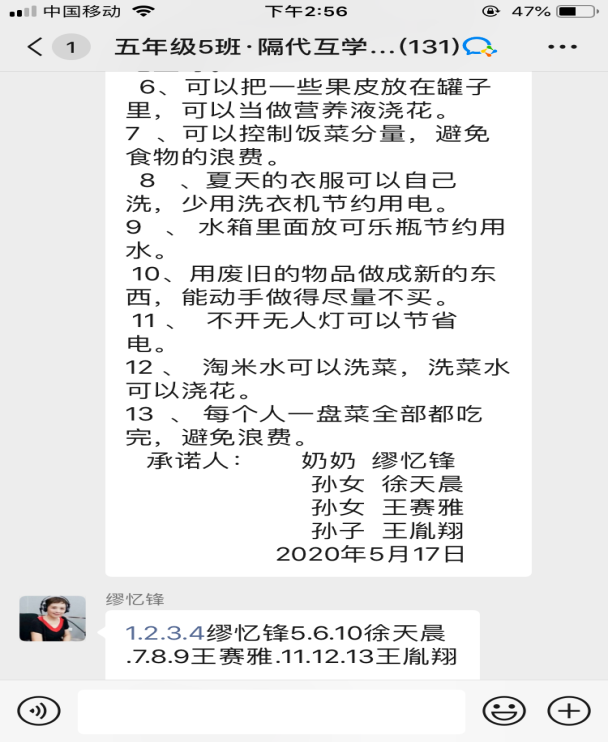 中国移动 下午2:56 47%
1 五年级5班·隔代互学...(131)
6、可以把一些果皮放在罐子
里，可以当做营养液浇花。
7 、可以控制饭菜分量，避免
食物的浪费。
8 、夏天的衣服可以自己
洗，少用洗衣机节约用电。
9 、 水箱里面放可乐瓶节约用
水。
10、用废旧的物品做成新的东
西，能动手做得尽量不买。
11 、 不开无人灯可以节省
电。
12 、 淘米水可以洗菜，洗菜水
可以浇花。
13 、 每个人一盘菜全部都吃
完，避免浪费。
承诺人： 奶奶 缪忆锋
孙女 徐天晨
孙女 王赛雅
孙子 王胤翔
2020年5月17日
缪忆锋
1.2.3.4缪忆锋5.6.10徐天晨
.7.8.9王赛雅.11.12.13王胤翔